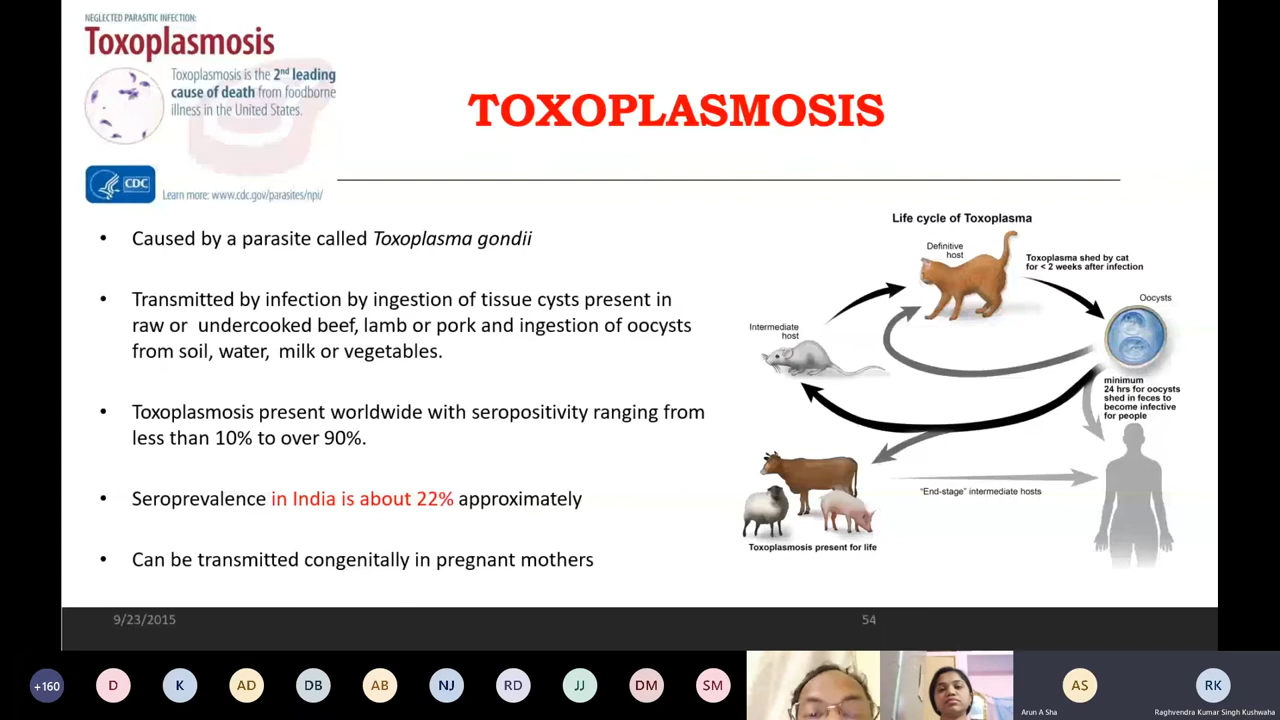 NEGLECTED PARASITIC INFECTION:
Toxoplasmosis
Toxoplasmosis is the 2nd leading
cause of death from foodborne
illness in the United States.
CDC
Learn more: www.cdc.gov/parasites/npi/
TOXOPLASMOSIS
• Caused by a parasite called Toxoplasma gondii
• Transmitted by infection by ingestion of tissue cysts present in
raw or undercooked beef, lamb or pork and ingestion of oocysts
from soil, water, milk or vegetables.
• Toxoplasmosis present worldwide with seropositivity ranging from
less than 10% to over 90%.
• Seroprevalence in India is about 22% approximately
• Can be transmitted congenitally in pregnant mothers
Life cycle of Toxoplasma
Definitive
host
Toxoplasma shed by cat
for < 2 weeks after infection
Oocysts
Intermediate
host
minimum
24 hrs for oocysts
shed in feces to
become infective
for people
"End-stage" intermediate hosts
Toxoplasmosis present for life
9/23/2015
54
+160
D
K
AD
DB
AB
NJ
RD
JJ
DM
SM
AS
RK
Arun A Sha
Raghvendra Kumar Singh Kushwaha